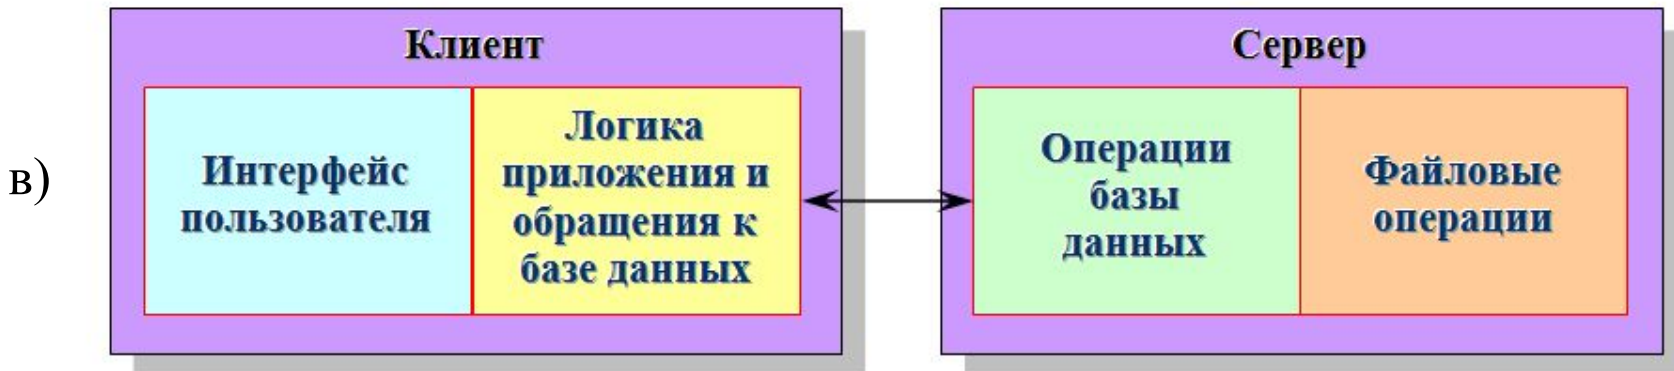 в)
Клиент
Интерфейс
пользователя
Логика
приложения и
обращения к
базе данных
Сервер
Операции
базы
данных
Файловые
операции